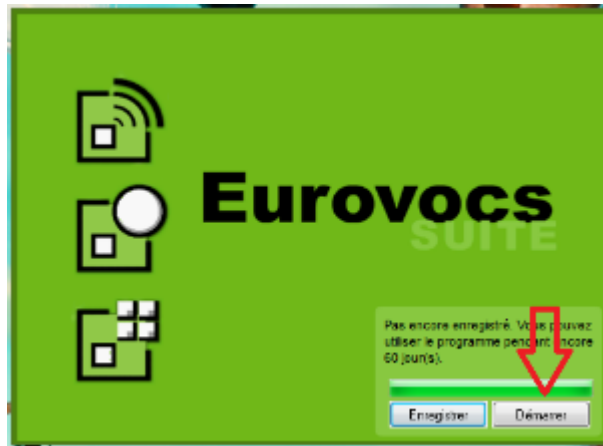 Eurovocs
SUITE
Pas encore enregistré. Vous pouvez
utiliser le programme pendant encore
60 jour(s).
Enregistrer
Démarrer